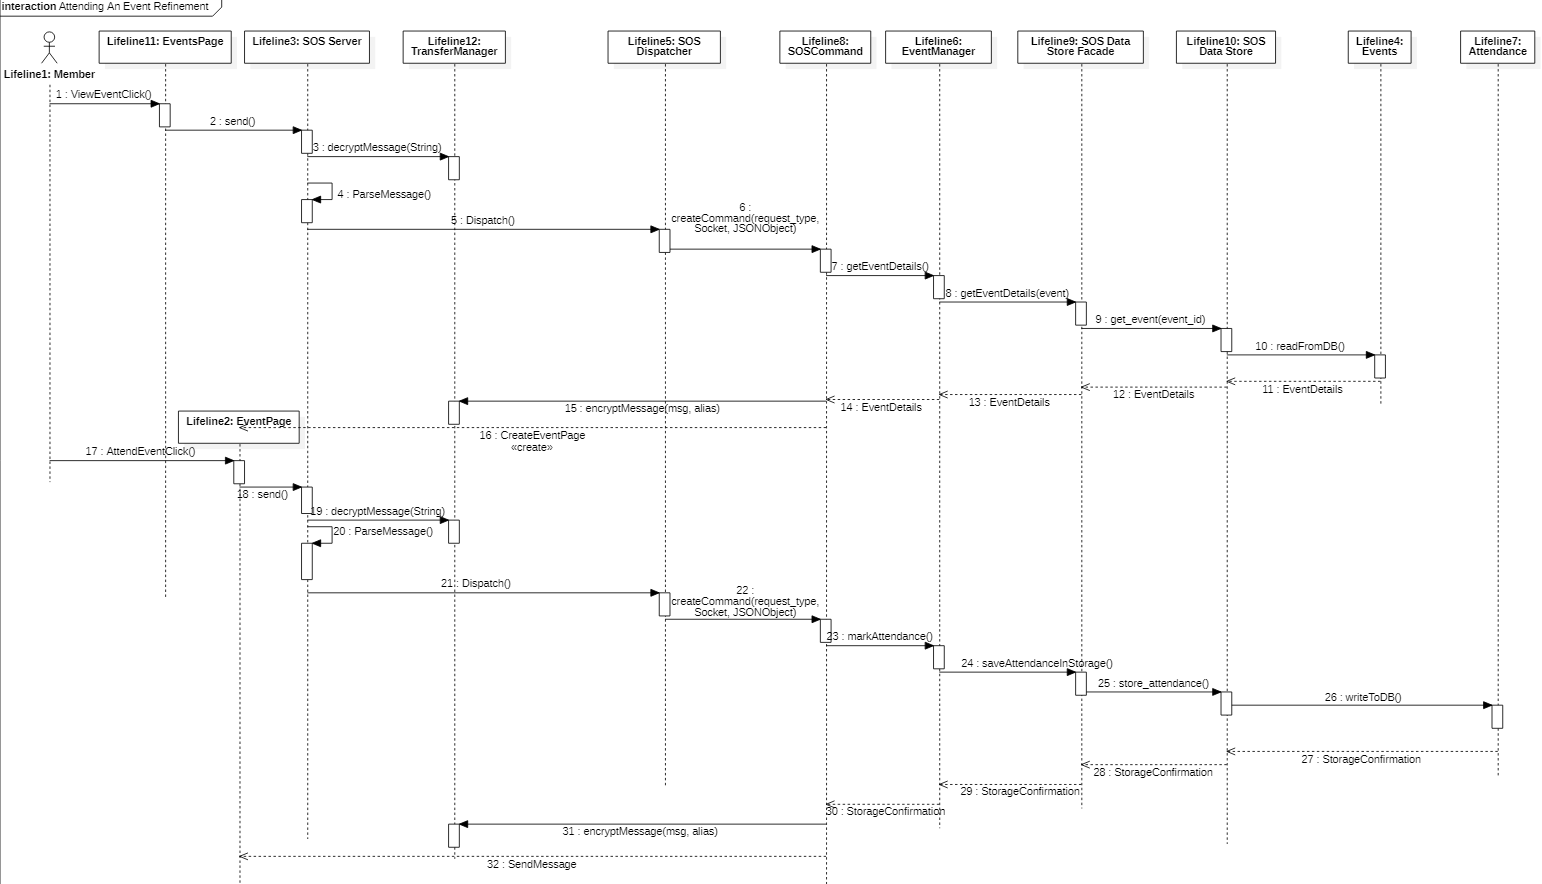 interaction Attending An Event Refinement
Lifeline1: Member
Lifeline11: EventsPage
Lifeline3: SOS Server
Lifeline12:
TransferManager
Lifeline5: SOS
Dispatcher
Lifeline8:
SOSCommand
Lifeline6:
EventManager
Lifeline9: SOS Data
Store Facade
Lifeline10: SOS
Data Store
Lifeline4:
Events
Lifeline7:
Attendance
1 : ViewEventClick()
2 : send()
3 : decryptMessage(String)
4 : ParseMessage()
5 : Dispatch()
6 :
createCommand(request_type,
Socket, JSONObject)
7 : getEventDetails()
8 : getEventDetails(event)
9 : get_event(event_id)
10 : readFromDB()
11 : EventDetails
12 : EventDetails
13 : EventDetails
14 : EventDetails
15 : encryptMessage(msg, alias)
Lifeline2: EventPage
16 : CreateEventPage
«create»
17 : AttendEventClick()
18 : send()
19 : decryptMessage(String)
20 : ParseMessage()
21 : Dispatch()
22 :
createCommand(request_type,
Socket, JSONObject)
23 : markAttendance()
24 : saveAttendanceInStorage()
25 : store_attendance()
26 : writeToDB()
27 : StorageConfirmation
28 : StorageConfirmation
29 : StorageConfirmation
30 : StorageConfirmation
31 : encryptMessage(msg, alias)
32 : SendMessage